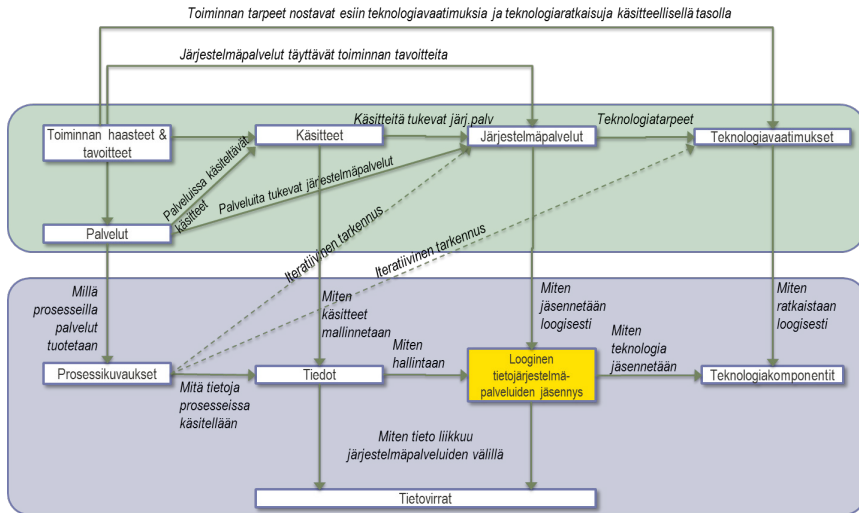 Toiminnan tarpeet nostavat esiin teknologiavaatimuksia ja teknologiaratkaisuja käsitteellisellä tasolla
Järjestelmäpalvelut täyttävät toiminnan tavoitteita
Toiminnan haasteet &
tavoitteet
Käsitteet
Käsitteitä tukevat järj.palv
Järjestelmäpalvelut
Teknologiatarpeet
Teknologiavaatimukset
Palveluissa käsiteltävät
käsitteet
Palveluita tukevat järjestelmäpalvelut
Palvelut
Iteratiivinen tarkennus
Iteratiivinen tarkennus
Millä
prosesseilla
palvelut
tuotetaan
Miten
käsitteet
mallinnetaan
Miten
jäsennetään
loogisesti
Miten
ratkaistaan
loogisesti
Prosessikuvaukset
Mitä tietoja
prosesseissa
käsitellään
Tiedot
Miten
hallintaan
Looginen
tietojärjestelmä-
palveluiden jäsennys
Miten
teknologia
jäsennetään
Teknologiakomponentit
Miten tieto liikkuu
järjestelmäpalveluiden välillä
Tietovirrat